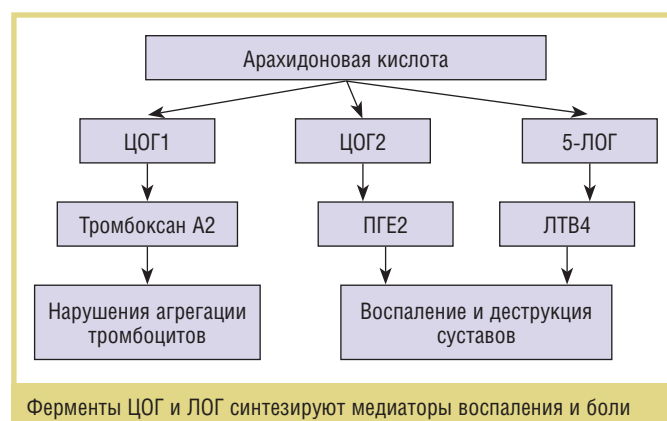 Арахидоновая кислота
ЦОГ1
ЦОГ2
5-ЛОГ
Тромбоксан А2
ПГЕ2
ЛТВ4
Нарушения агрегации
тромбоцитов
Воспаление и деструкция
суставов
Ферменты ЦОГ и ЛОГ синтезируют медиаторы воспаления и боли